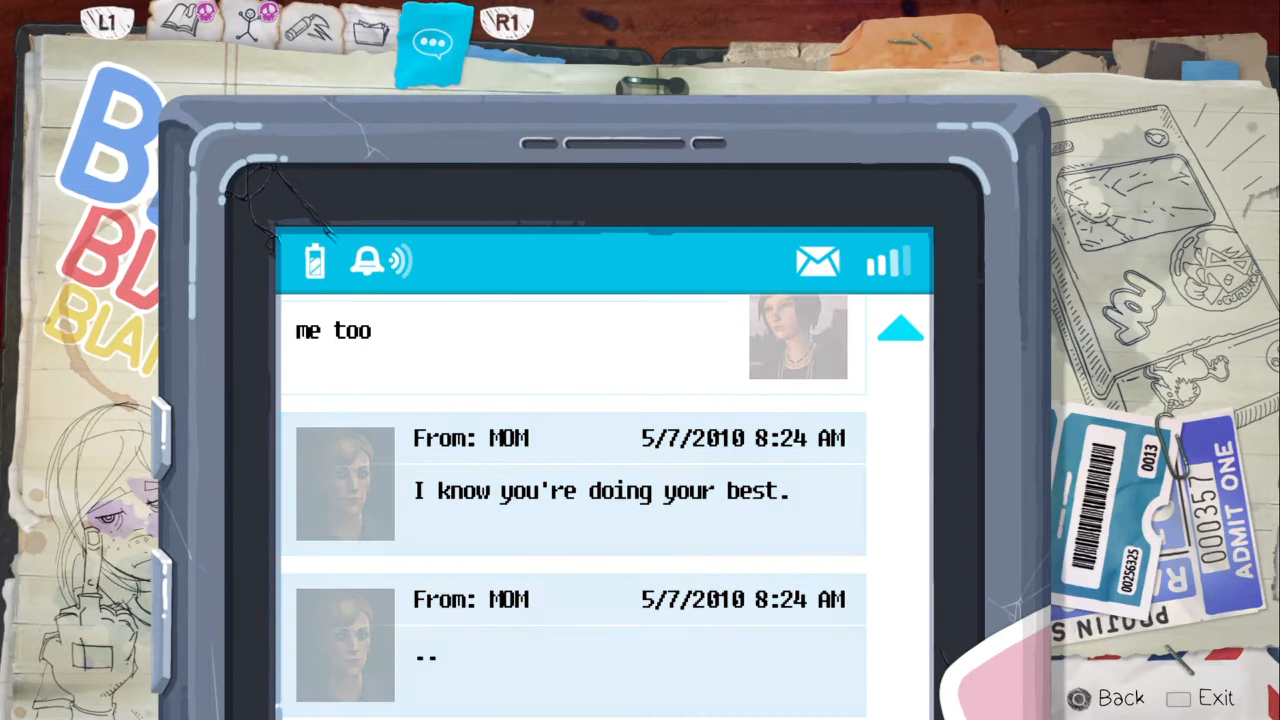 L1
R1
me too
From: MOM 5/7/2010 8:24 AM
I know you're doing your best.
From: MOM 5/7/2010 8:24 AM
--
0013
00256325
000357
ADMIT ONE
Back
Exit